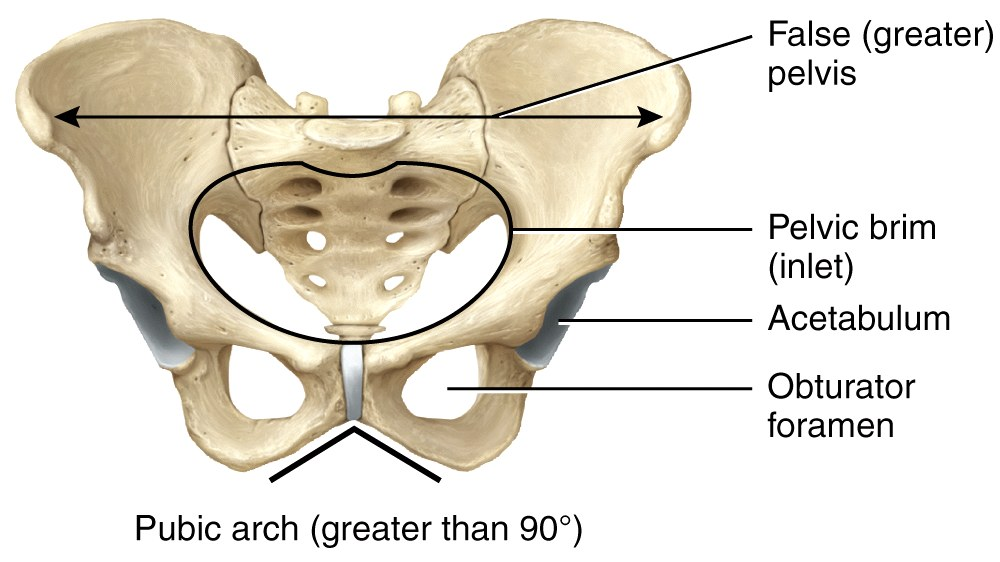 False (greater)
pelvis
Pelvic brim
(inlet)
Acetabulum
Obturator
foramen
Pubic arch (greater than 90°)